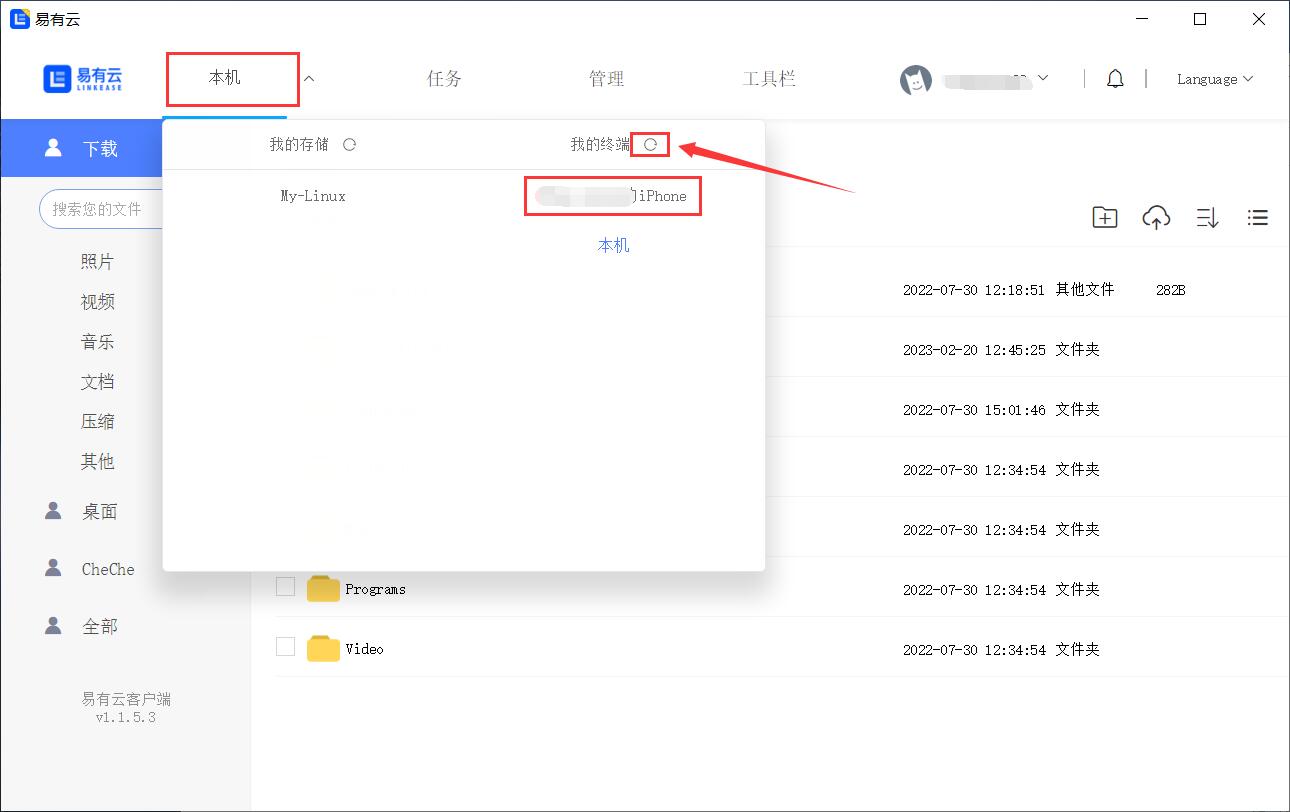 易有云
易有云
LINKEASE
本机
任务
管理
工具栏
Language
下载
搜索您的文件
照片
视频
音乐
文档
压缩
其他
桌面
CheChe
全部
易有云客户端
v1.1.5.3
我的存储
我的终端
My-Linux
iPhone
本机
2022-07-30 12:18:51 其他文件 282B
2023-02-20 12:45:25 文件夹
2022-07-30 15:01:46 文件夹
2022-07-30 12:34:54 文件夹
2022-07-30 12:34:54 文件夹
Programs 2022-07-30 12:34:54 文件夹
Video 2022-07-30 12:34:54 文件夹